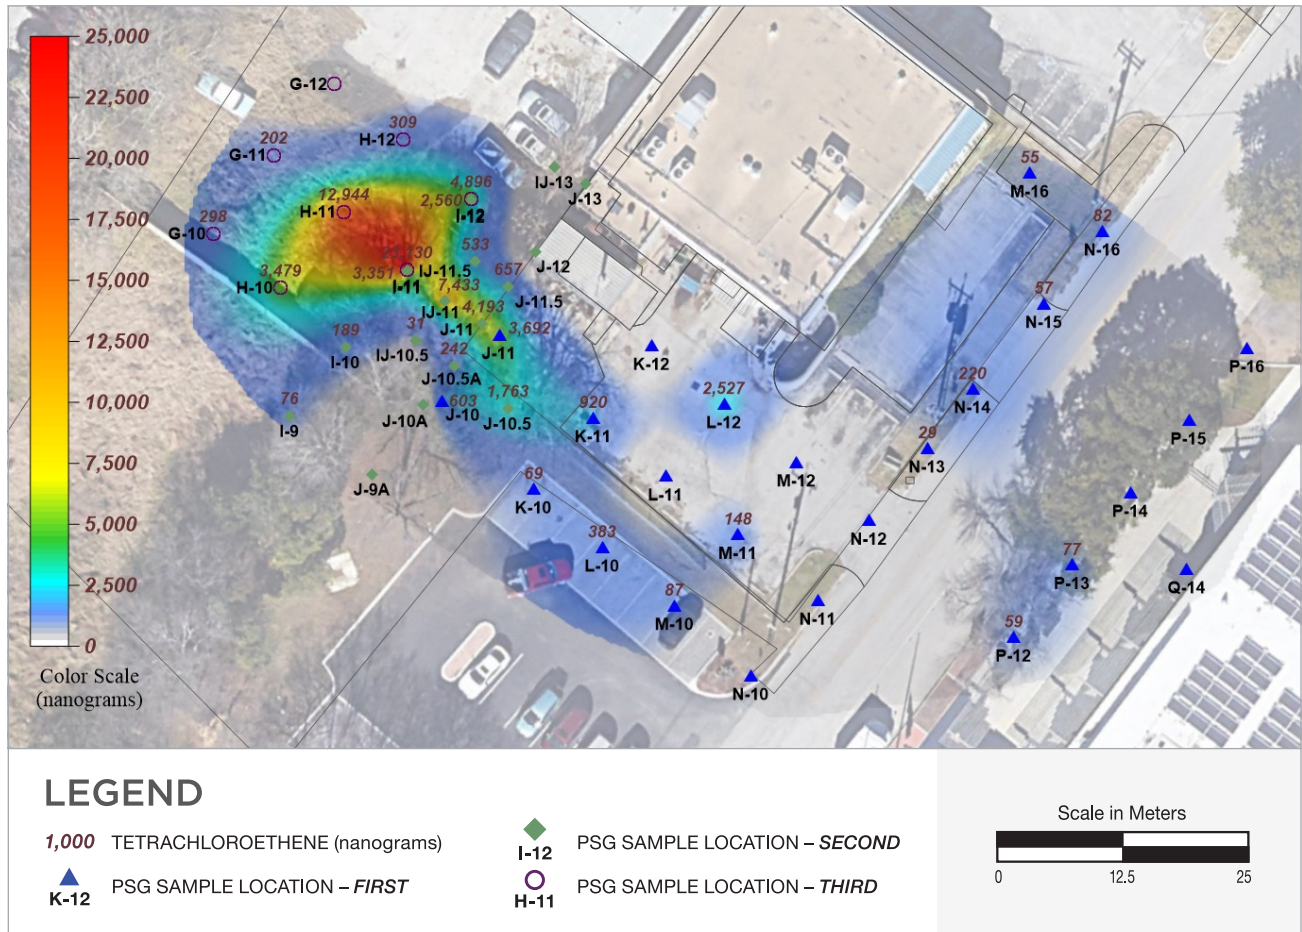 25,000
22,500
20,000
17,500
15,000
12,500
10,000
7,500
5,000
2,500
0
Color Scale
(nanograms)
G-12
309
H-12
202
G-11
12,944
H-11
4,896
2,560
I-12
IJ-13
J-13
55
M-16
298
G-10
82
N-16
533
23,130
3,351
IJ-11.5
I-11
657
J-12
3,479
H-10
7,433
J-11.5
57
N-15
IJ-11
4,193
J-11
3,692
J-11
189
I-10
31
IJ-10.5
K-12
P-16
242
J-10.5A
2,527
L-12
220
N-14
76
I-9
J-10A
603
J-10
1,763
J-10.5
920
K-11
29
N-13
P-15
69
K-10
J-9A
L-11
M-12
P-14
383
L-10
148
M-11
N-12
77
P-13
Q-14
87
M-10
N-11
59
P-12
N-10
LEGEND
1,000 TETRACHLOROETHENE (nanograms)
K-12 PSG SAMPLE LOCATION – FIRST
I-12 PSG SAMPLE LOCATION – SECOND
H-11 PSG SAMPLE LOCATION – THIRD
Scale in Meters
0 12.5 25